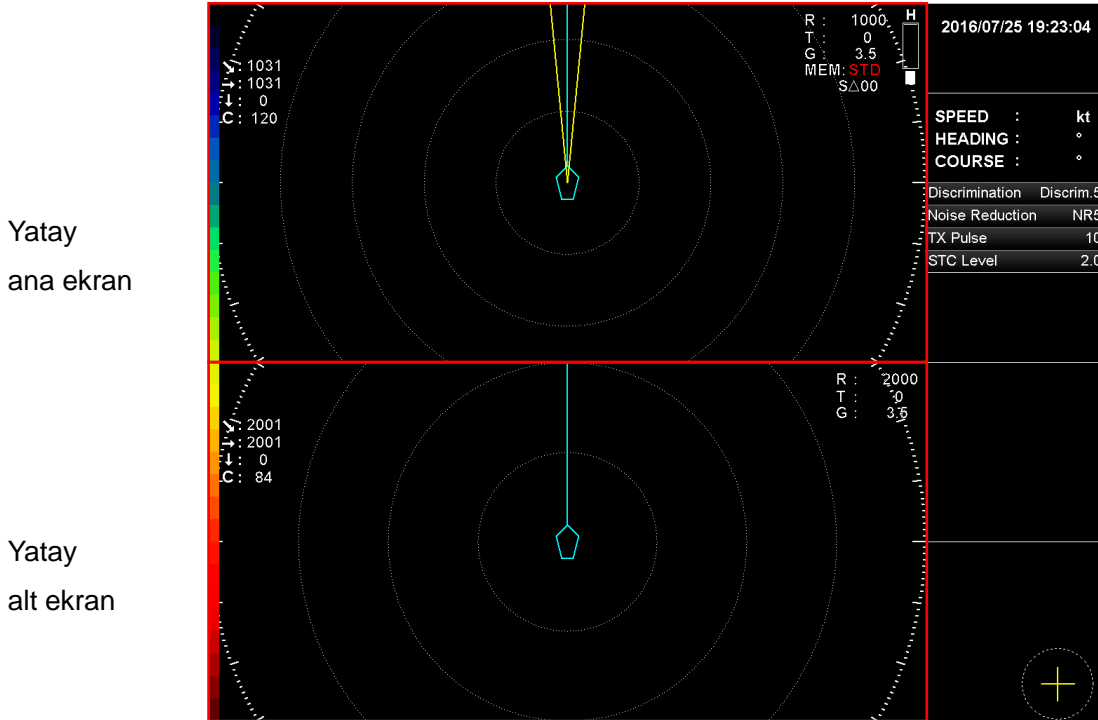 Yatay
ana ekran
Yatay
alt ekran
↘: 1031
→: 1031
↓: 0
C: 120
R : 1000
T : 0
G : 3.5
MEM: STD
S△00
H
↘: 2001
→: 2001
↓: 0
C: 84
R : 2000
T : 0
G : 3.5
2016/07/25 19:23:04
SPEED : kt
HEADING : °
COURSE : °
Discrimination Discrim.5
Noise Reduction NR5
TX Pulse 10
STC Level 2.0